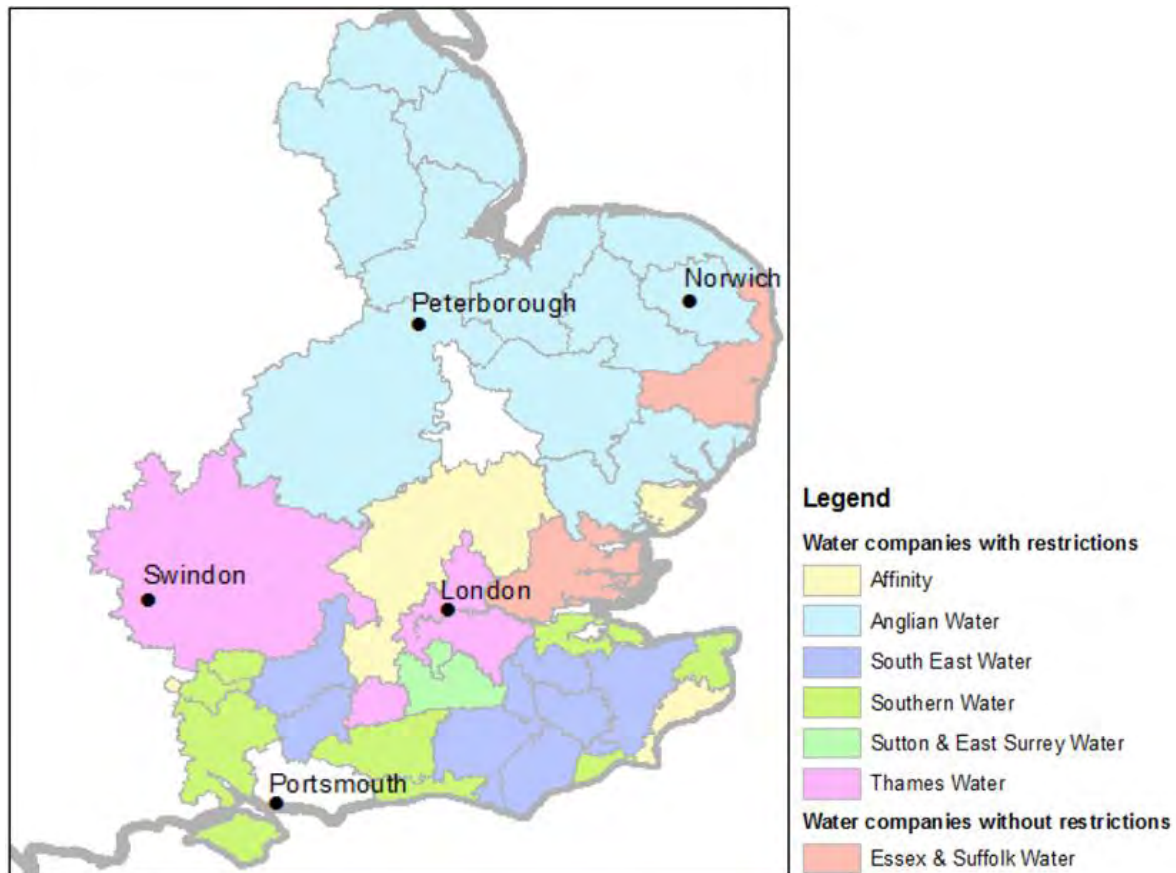 Norwich
Peterborough
Swindon
London
Portsmouth
Legend
Water companies with restrictions
Affinity
Anglian Water
South East Water
Southern Water
Sutton & East Surrey Water
Thames Water
Water companies without restrictions
Essex & Suffolk Water